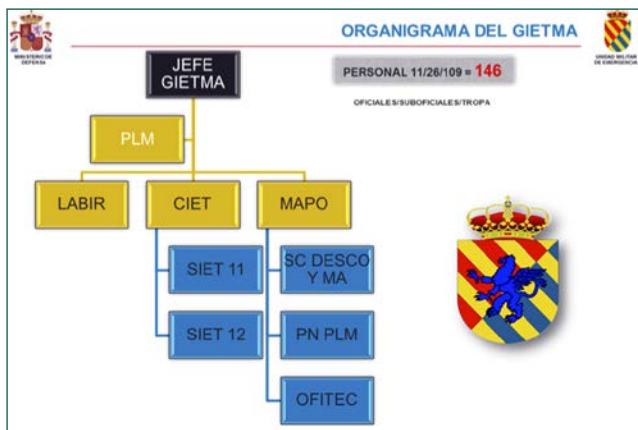 ORGANIGRAMA DEL GIETMA
MINISTERIO DE
DEFENSA
UNIDAD MILITAR
DE EMERGENCIA
JEFE
GIETMA
PERSONAL 11/26/109 = 146
OFICIALES/SUBOFICIALES/TROPA
PLM
LABIR
CIET
MAPO
SIET 11
SC DESCO
Y MA
SIET 12
PN PLM
OFITEC